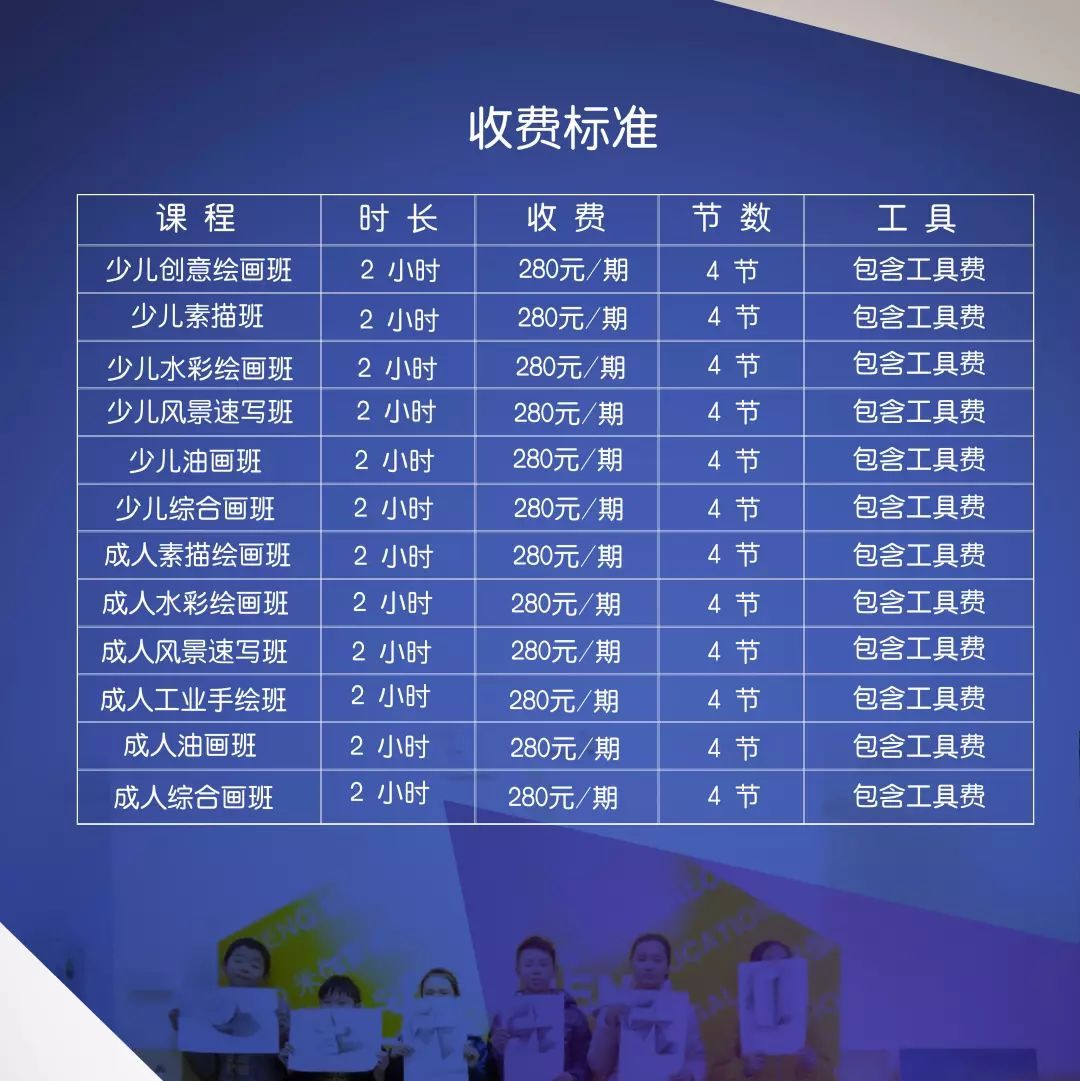 收费标准
课程 时长 收费 节数 工具
少儿创意绘画班 2 小时 280元/期 4 节 包含工具费
少儿素描班 2 小时 280元/期 4 节 包含工具费
少儿水彩绘画班 2 小时 280元/期 4 节 包含工具费
少儿风景速写班 2 小时 280元/期 4 节 包含工具费
少儿油画班 2 小时 280元/期 4 节 包含工具费
少儿综合画班 2 小时 280元/期 4 节 包含工具费
成人素描绘画班 2 小时 280元/期 4 节 包含工具费
成人水彩绘画班 2 小时 280元/期 4 节 包含工具费
成人风景速写班 2 小时 280元/期 4 节 包含工具费
成人工业手绘班 2 小时 280元/期 4 节 包含工具费
成人油画班 2 小时 280元/期 4 节 包含工具费
成人综合画班 2 小时 280元/期 4 节 包含工具费